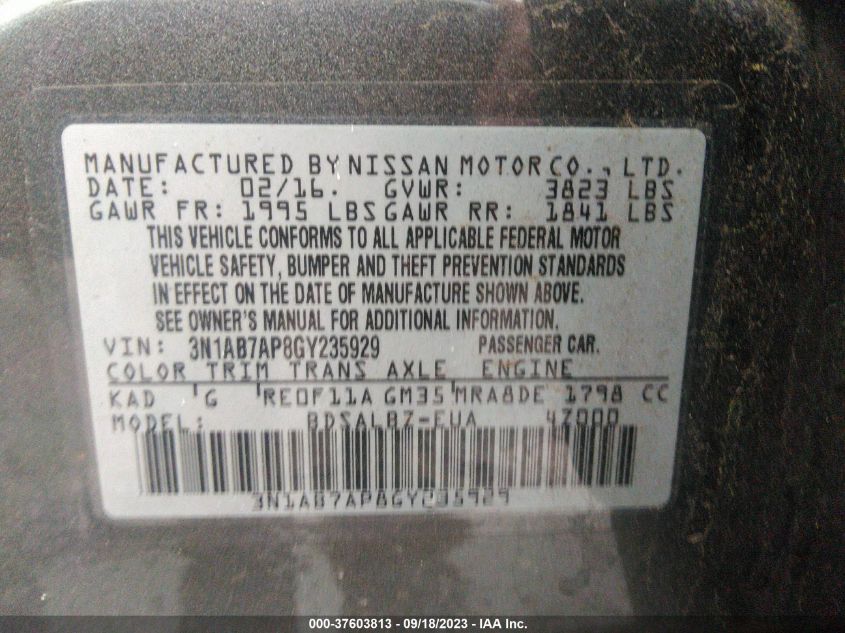 MANUFACTURED BY NISSAN MOTOR CO., LTD.
DATE: 02/16. GVWR: 3823 LBS
GAWR FR: 1995 LBS GAWR RR: 1841 LBS
THIS VEHICLE CONFORMS TO ALL APPLICABLE FEDERAL MOTOR
VEHICLE SAFETY, BUMPER AND THEFT PREVENTION STANDARDS
IN EFFECT ON THE DATE OF MANUFACTURE SHOWN ABOVE.
SEE OWNER'S MANUAL FOR ADDITIONAL INFORMATION.
VIN: 3N1AB7AP8GY235929 PASSENGER CAR.
COLOR TRIM TRANS AXLE ENGINE
KAD G RE0F11A GM35 MRA8DE 1798 CC
MODEL: BDSALBZ-EUA 4Z000
3N1AB7AP8GY235929
000-37603813 - 09/18/2023 - IAA Inc.